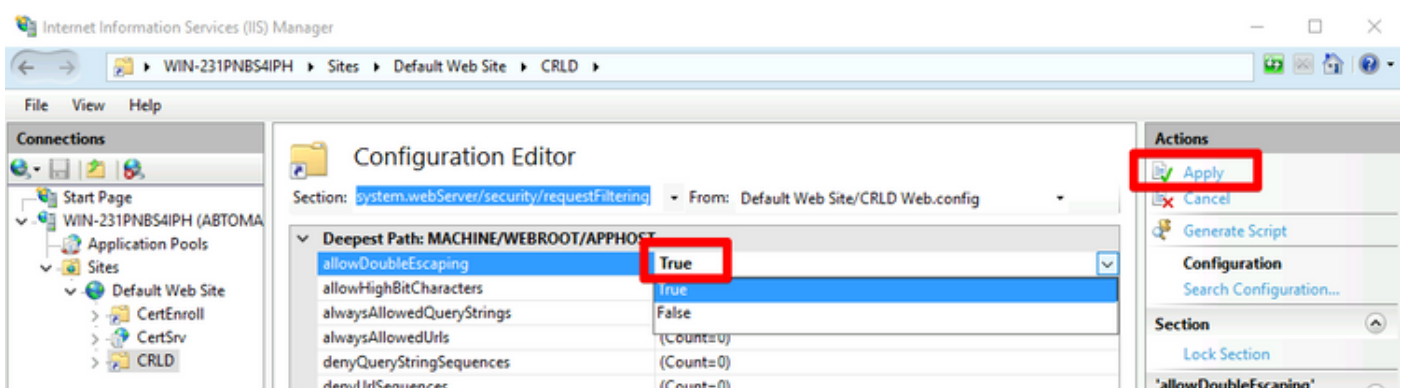 Internet Information Services (IIS) Manager
WIN-231PNBS4IPH Sites Default Web Site CRLD
File View Help
Connections
Start Page
WIN-231PNBS4IPH (ABTOMA
Application Pools
Sites
Default Web Site
CertEnroll
CertSrv
CRLD
Configuration Editor
Section: system.webServer/security/requestFiltering From: Default Web Site/CRLD Web.config
Deepest Path: MACHINE/WEBROOT/APPHOST
allowDoubleEscaping True
allowHighBitCharacters True
alwaysAllowedQueryStrings False
alwaysAllowedUrls (Count=0)
denyQueryStringSequences (Count=0)
denyUrlSequences (Count=0)
Actions
Apply
Cancel
Generate Script
Configuration
Search Configuration...
Section
Lock Section
'allowDoubleEscaping'